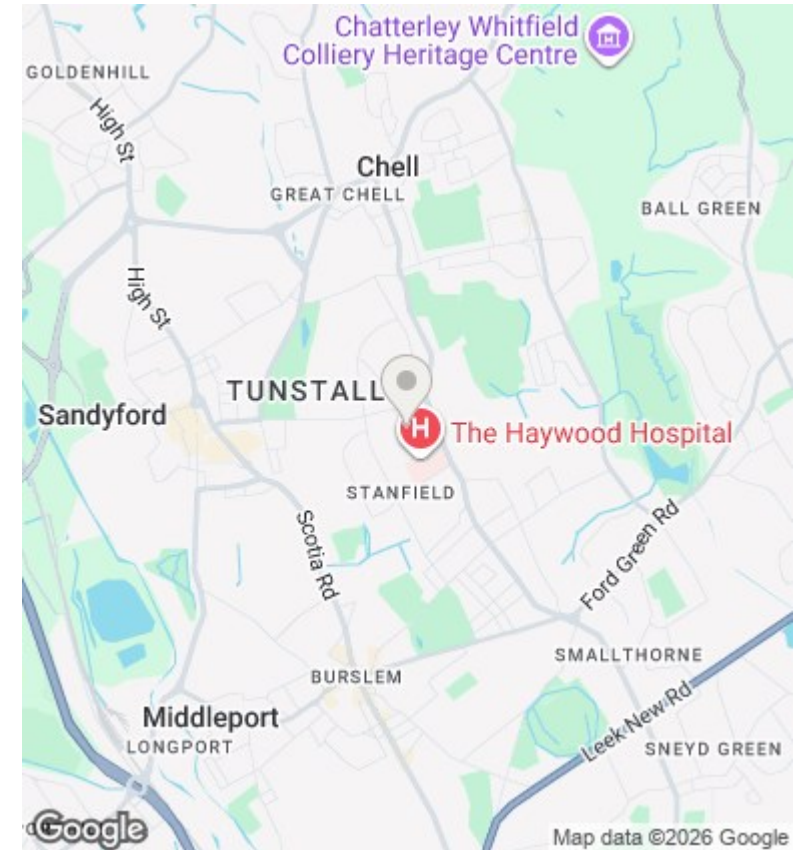 Chatterley Whitfield
Colliery Heritage Centre
GOLDENHILL
High St
Chell
GREAT CHELL
BALL GREEN
High St
TUNSTALL
Sandyford
H
The Haywood Hospital
STANFIELD
Scotia Rd
Ford Green Rd
SMALLTHORNE
BURSLEM
Leek New Rd
Middleport
LONGPORT
SNEYD GREEN
Google
Map data ©2026 Google